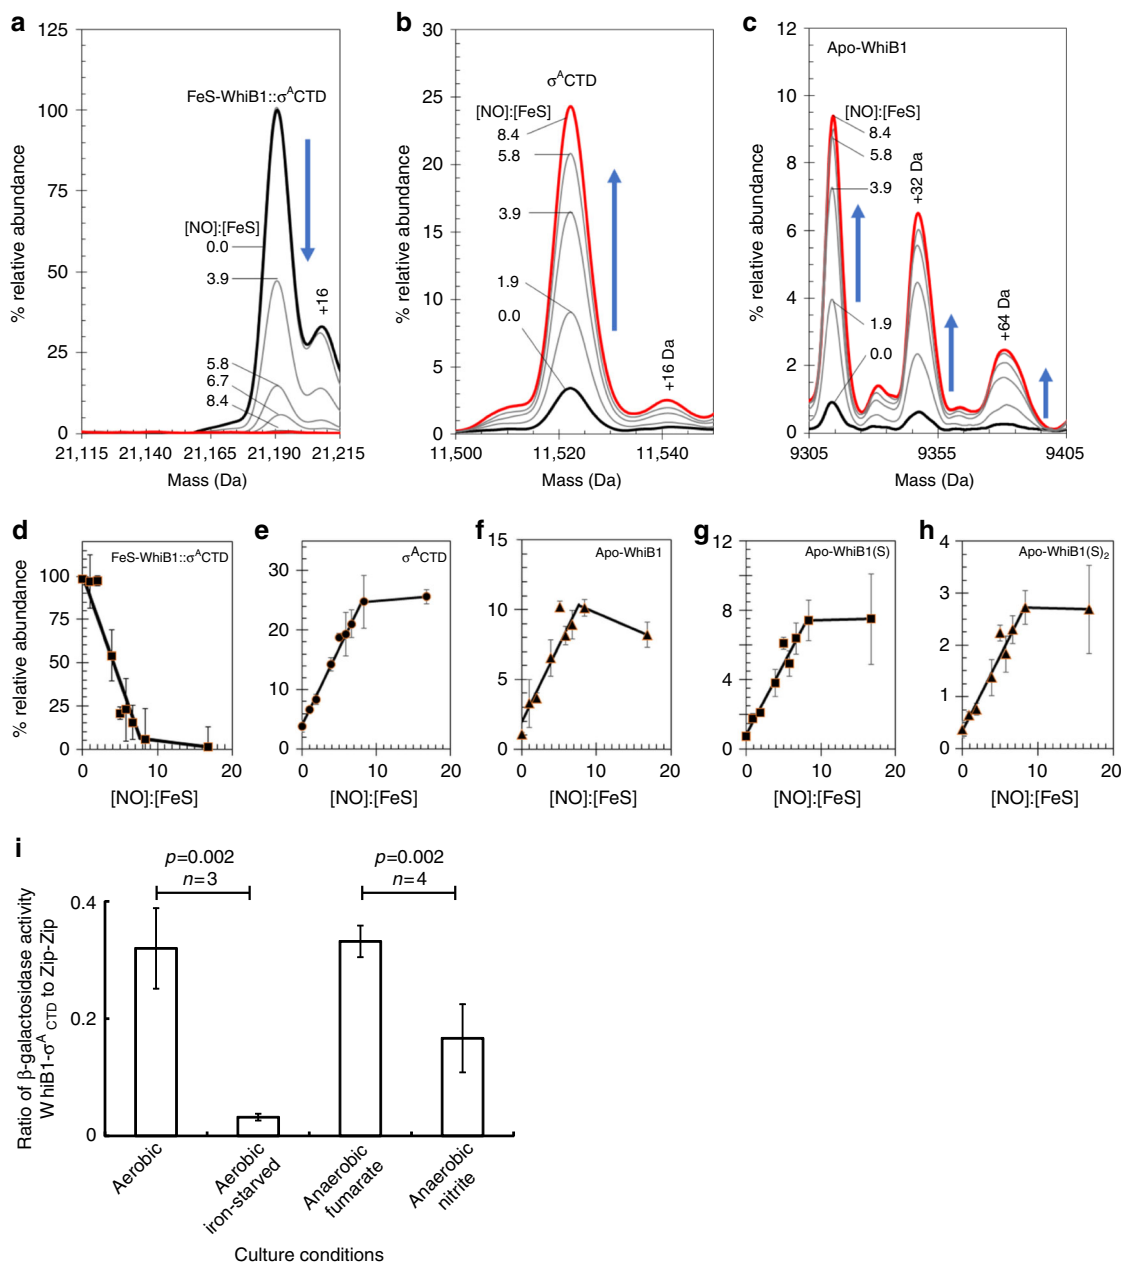 a
125
100
75
50
25
0
% relative abundance
FeS-WhiB1::σᴬCTD
[NO]:[FeS]
0.0
3.9
5.8
6.7
8.4
+16
21,115 21,140 21,165 21,190 21,215
Mass (Da)
b
30
25
20
15
10
5
0
% relative abundance
σᴬCTD
[NO]:[FeS]
8.4
5.8
3.9
1.9
0.0
+16 Da
11,500 11,520 11,540
Mass (Da)
c
12
10
8
6
4
2
0
% relative abundance
Apo-WhiB1
[NO]:[FeS]
8.4
5.8
3.9
1.9
0.0
+32 Da
+64 Da
9305 9355 9405
Mass (Da)
d
100
75
50
25
0
% relative abundance
FeS-WhiB1::σᴬCTD
0 10 20
[NO]:[FeS]
e
30
20
10
0
σᴬCTD
0 10 20
[NO]:[FeS]
f
15
10
5
0
Apo-WhiB1
0 10 20
[NO]:[FeS]
g
12
8
4
0
Apo-WhiB1(S)
0 10 20
[NO]:[FeS]
h
4
3
2
1
0
Apo-WhiB1(S)₂
0 10 20
[NO]:[FeS]
i
p=0.002
n=3
p=0.002
n=4
0.4
0.2
0
Ratio of β-galactosidase activity
WhiB1-σᴬCTD to Zip-Zip
Aerobic
Aerobic
iron-starved
Anaerobic
fumarate
Anaerobic
nitrite
Culture conditions